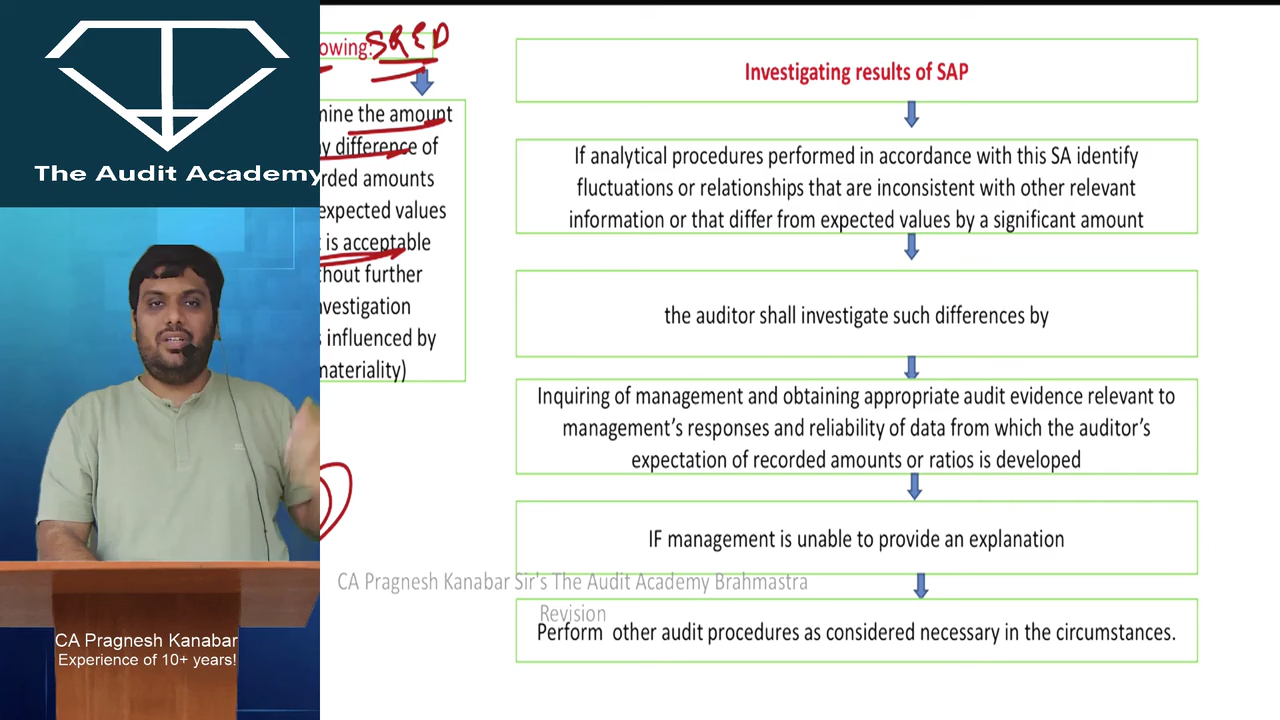 The Audit Academy
owing: SRED
mine the amount
ny difference of
rded amounts
expected values
t is acceptable
thout further
nvestigation
s influenced by
materiality)
Investigating results of SAP
If analytical procedures performed in accordance with this SA identify
fluctuations or relationships that are inconsistent with other relevant
information or that differ from expected values by a significant amount
the auditor shall investigate such differences by
Inquiring of management and obtaining appropriate audit evidence relevant to
management’s responses and reliability of data from which the auditor’s
expectation of recorded amounts or ratios is developed
IF management is unable to provide an explanation
CA Pragnesh Kanabar Sir's The Audit Academy Brahmastra
Revision
Perform other audit procedures as considered necessary in the circumstances.
CA Pragnesh Kanabar
Experience of 10+ years!